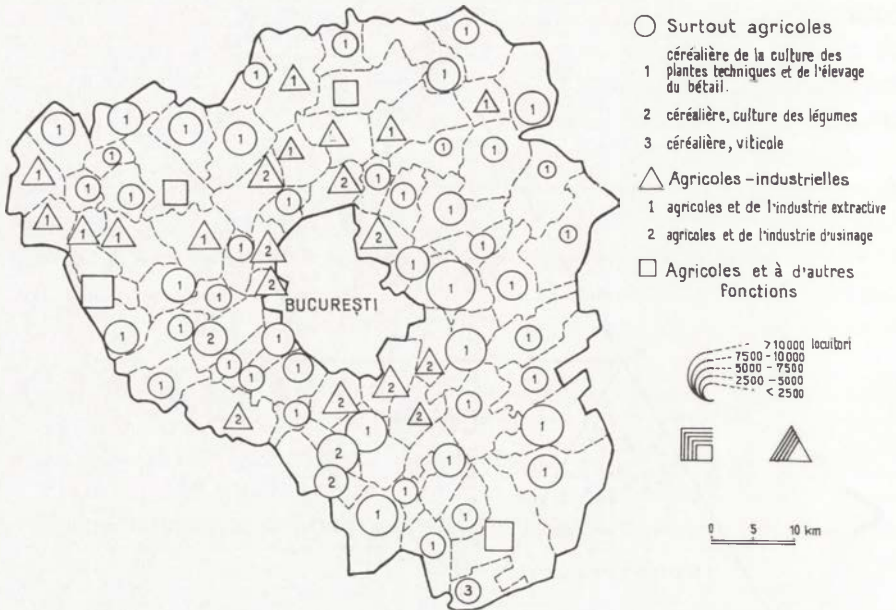 BUCUREȘTI
Surtout agricoles
céréalière de la culture des
1 plantes techniques et de l'élevage
du bétail.
2 céréalière, culture des légumes
3 céréalière, viticole
Agricoles-industrielles
1 agricoles et de l'industrie extractive
2 agricoles et de l'industrie d'usinage
Agricoles et à d'autres
fonctions
>10000 locuitori
7500-10000
5000-7500
2500-5000
<2500
0 5 10 km